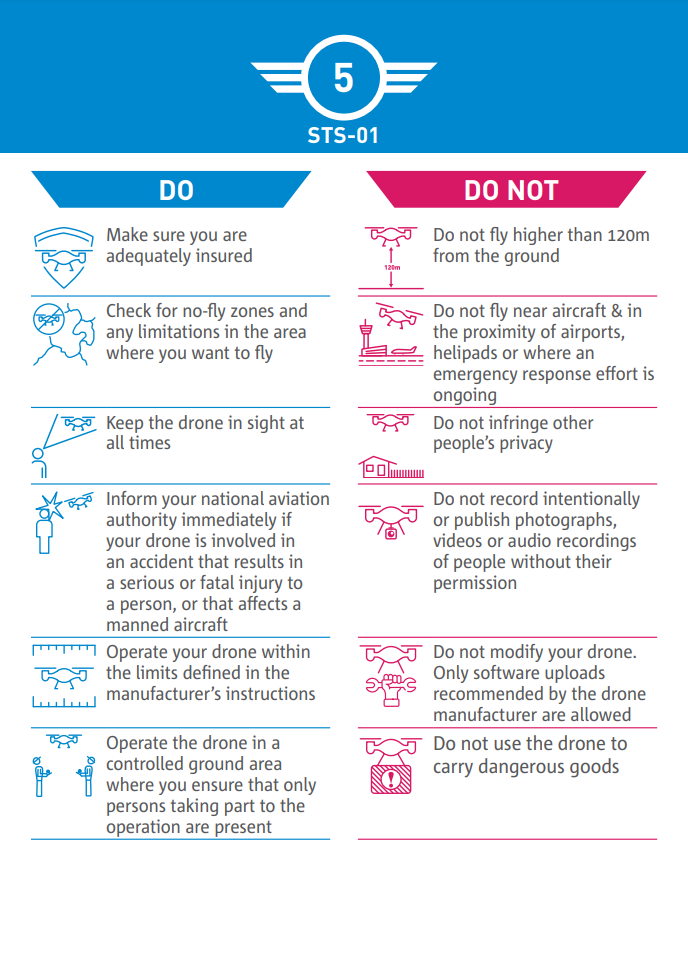 5
STS-01
DO
Make sure you are
adequately insured
Check for no-fly zones and
any limitations in the area
where you want to fly
Keep the drone in sight at
all times
Inform your national aviation
authority immediately if
your drone is involved in
an accident that results in
a serious or fatal injury to
a person, or that affects a
manned aircraft
Operate your drone within
the limits defined in the
manufacturer's instructions
Operate the drone in a
controlled ground area
where you ensure that only
persons taking part to the
operation are present
DO NOT
120m
Do not fly higher than 120m
from the ground
Do not fly near aircraft & in
the proximity of airports,
helipads or where an
emergency response effort is
ongoing
Do not infringe other
people's privacy
Do not record intentionally
or publish photographs,
videos or audio recordings
of people without their
permission
Do not modify your drone.
Only software uploads
recommended by the drone
manufacturer are allowed
Do not use the drone to
carry dangerous goods